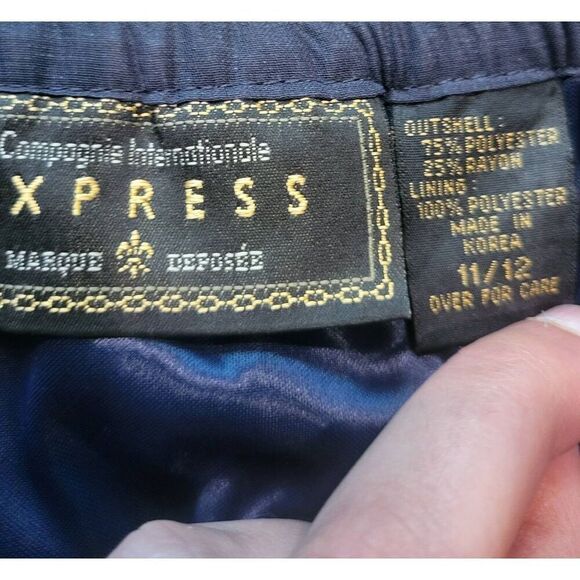 Compagnie Internationale
XPRESS
MARQUE DEPOSÉE
OUTSHELL:
75% POLYESTER
25% RAYON
LINING:
100% POLYESTER
MADE IN
KOREA
11/12
OVER FOR CARE